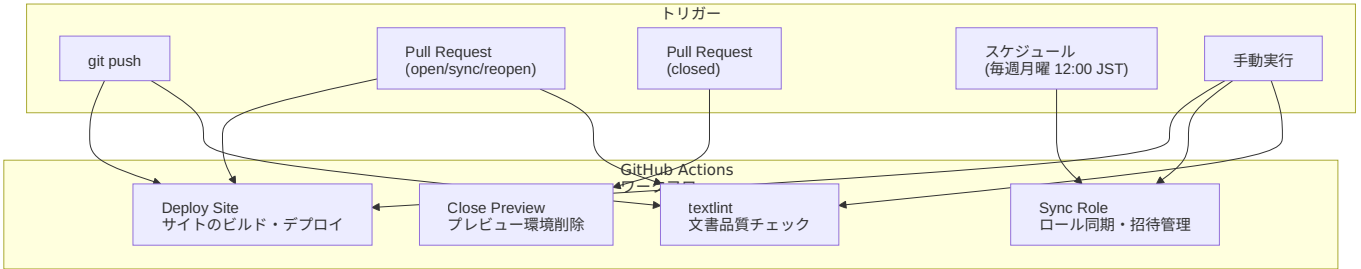 トリガー
git push
Pull Request
(open/sync/reopen)
Pull Request
(closed)
スケジュール
(毎週月曜 12:00 JST)
手動実行
GitHub Actions
Deploy Site
サイトのビルド・デプロイ
Close Preview
プレビュー環境削除
textlint
文書品質チェック
Sync Role
ロール同期・招待管理